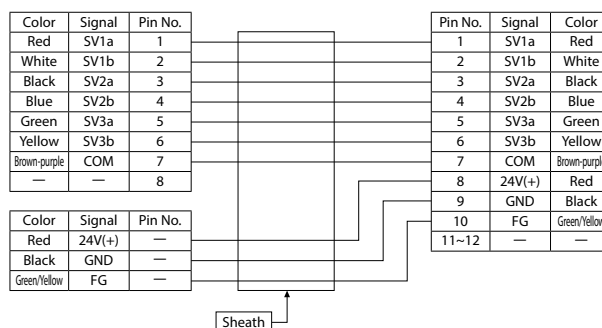 Color Signal Pin No.
Red SV1a 1
White SV1b 2
Black SV2a 3
Blue SV2b 4
Green SV3a 5
Yellow SV3b 6
Brown-purple COM 7
— — 8
Color Signal Pin No.
Red 24V(+) —
Black GND —
Green/Yellow FG —
Sheath
Pin No. Signal Color
1 SV1a Red
2 SV1b White
3 SV2a Black
4 SV2b Blue
5 SV3a Green
6 SV3b Yellow
7 COM Brown-purple
8 24V(+) Red
9 GND Black
10 FG Green/Yellow
11~12 — —